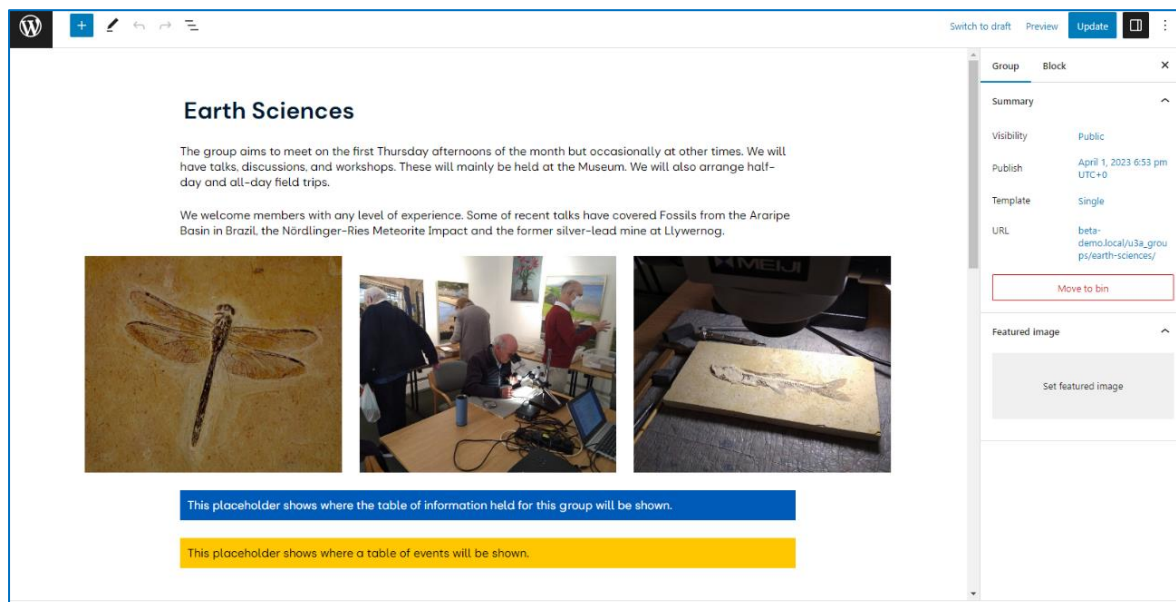 Switch to draft Preview Update
Group Block
Summary
Visibility Public
Publish April 1, 2023 6:53 pm
UTC+0
Template Single
URL beta-
demo.local/u3a_grou
ps/earth-sciences/
Move to bin
Featured image
Set featured image
Earth Sciences
The group aims to meet on the first Thursday afternoons of the month but occasionally at other times. We will
have talks, discussions, and workshops. These will mainly be held at the Museum. We will also arrange half-
day and all-day field trips.
We welcome members with any level of experience. Some of recent talks have covered Fossils from the Araripe
Basin in Brazil, the Nördlinger-Ries Meteorite Impact and the former silver-lead mine at Llywernog.
MEIJI
This placeholder shows where the table of information held for this group will be shown.
This placeholder shows where a table of events will be shown.